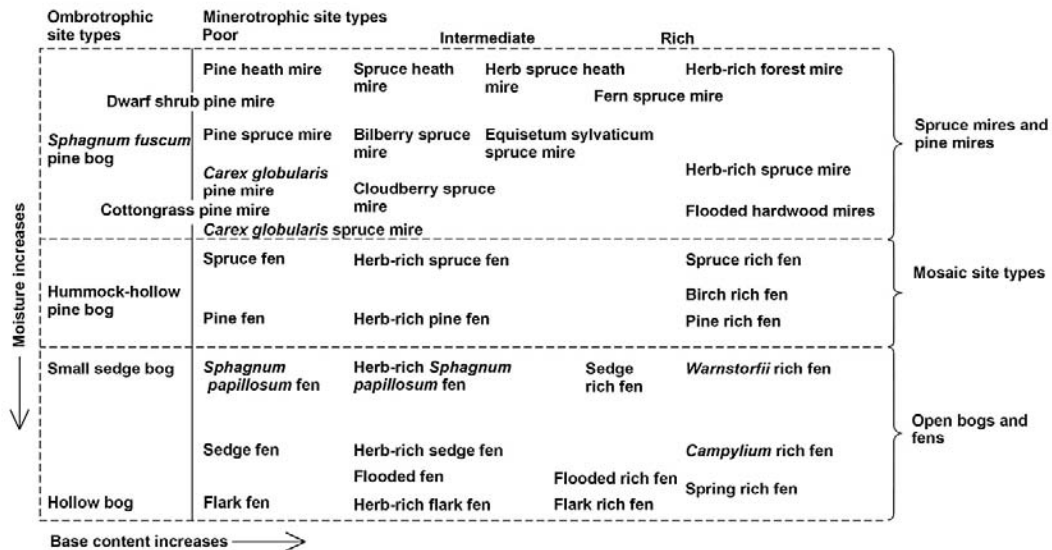 Ombrotrophic
site types
Minerotrophic site types
Poor
Intermediate
Rich
Pine heath mire
Spruce heath
mire
Herb spruce heath
mire
Herb-rich forest mire
Dwarf shrub pine mire
Fern spruce mire
Sphagnum fuscum
pine bog
Pine spruce mire
Bilberry spruce
mire
Equisetum sylvaticum
spruce mire
Spruce mires and
pine mires
Carex globularis
pine mire
Cloudberry spruce
mire
Herb-rich spruce mire
Cottongrass pine mire
Flooded hardwood mires
Carex globularis spruce mire
Spruce fen
Herb-rich spruce fen
Spruce rich fen
Mosaic site types
Hummock-hollow
pine bog
Birch rich fen
Pine fen
Herb-rich pine fen
Pine rich fen
Small sedge bog
Sphagnum
papillosum fen
Herb-rich Sphagnum
papillosum fen
Sedge
rich fen
Warnstorfii rich fen
Open bogs and
fens
Sedge fen
Herb-rich sedge fen
Campylium rich fen
Flooded fen
Flooded rich fen
Spring rich fen
Hollow bog
Flark fen
Herb-rich flark fen
Flark rich fen
Moisture increases
Base content increases